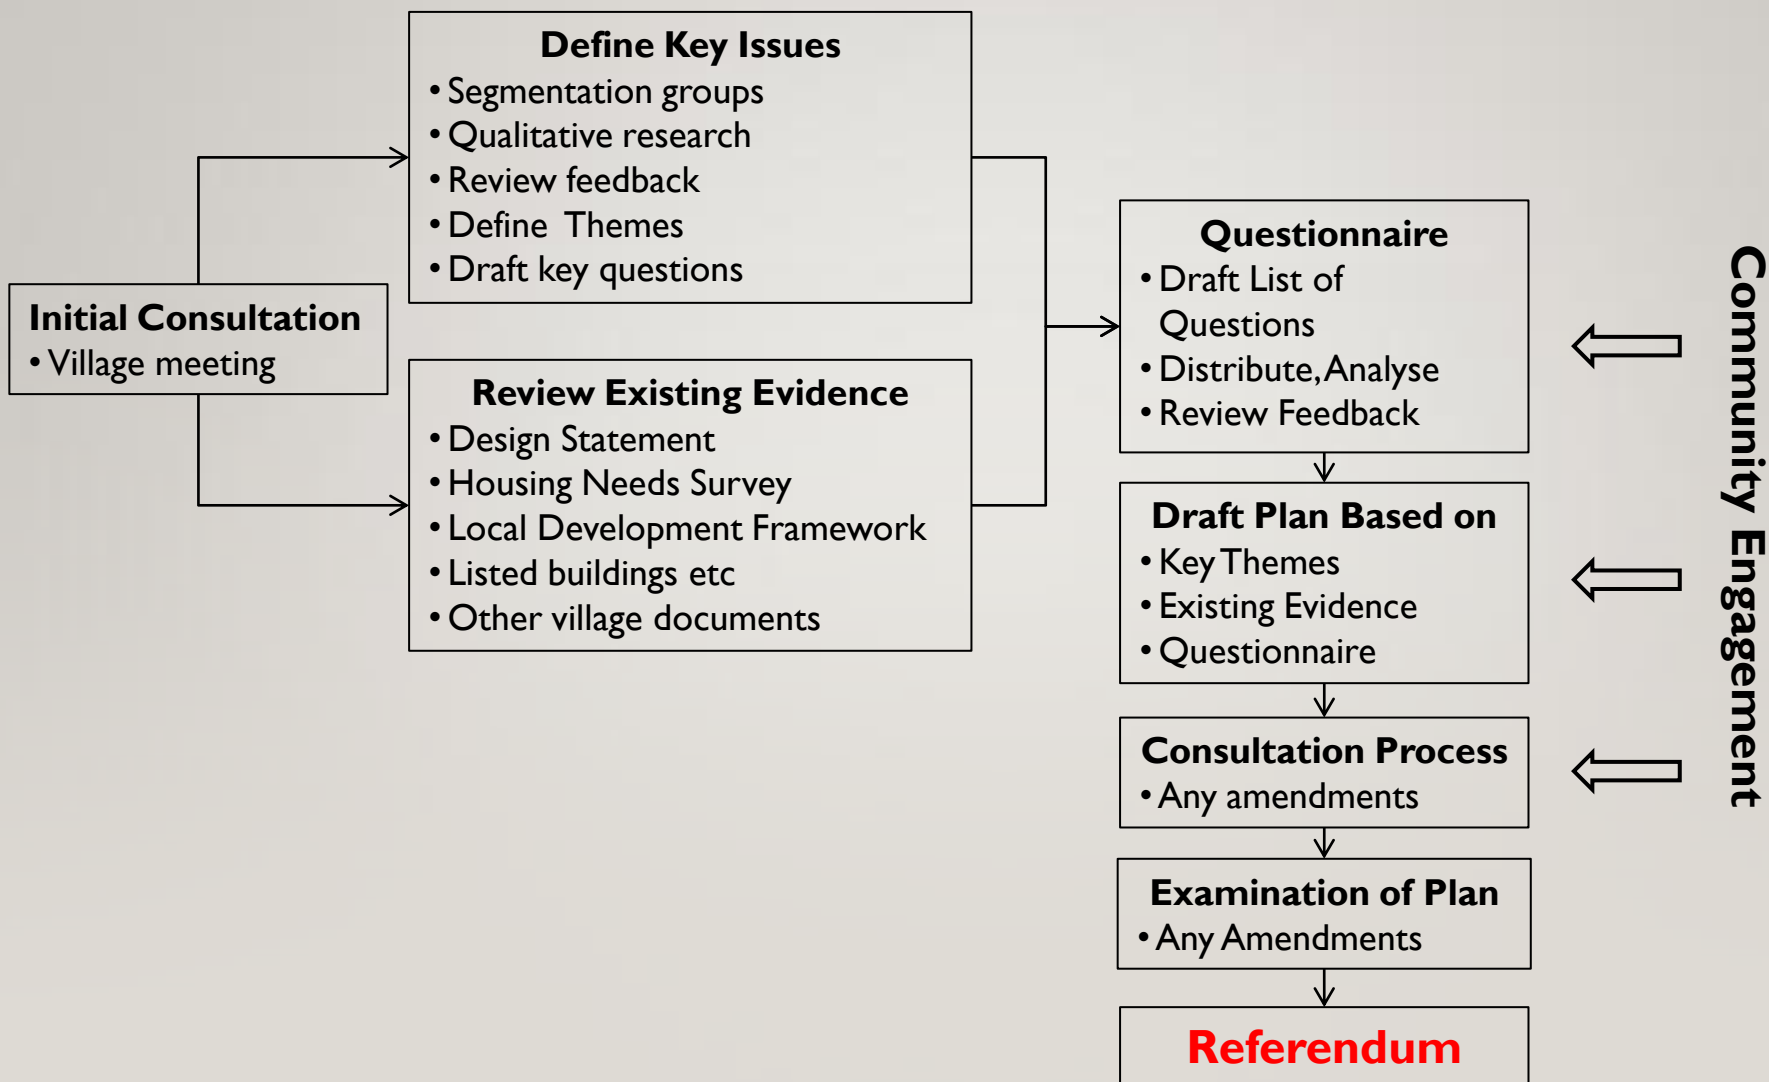 Define Key Issues
• Segmentation groups
• Qualitative research
• Review feedback
• Define  Themes
• Draft key questions
Initial Consultation
• Village meeting
Review Existing Evidence
• Design Statement
• Housing Needs Survey
• Local Development Framework
• Listed buildings etc
• Other village documents
Questionnaire
• Draft List of
Questions
• Distribute, Analyse
• Review Feedback
Draft Plan Based on
• Key Themes
• Existing Evidence
• Questionnaire
Consultation Process
• Any amendments
Examination of Plan
• Any Amendments
Referendum
Community Engagement